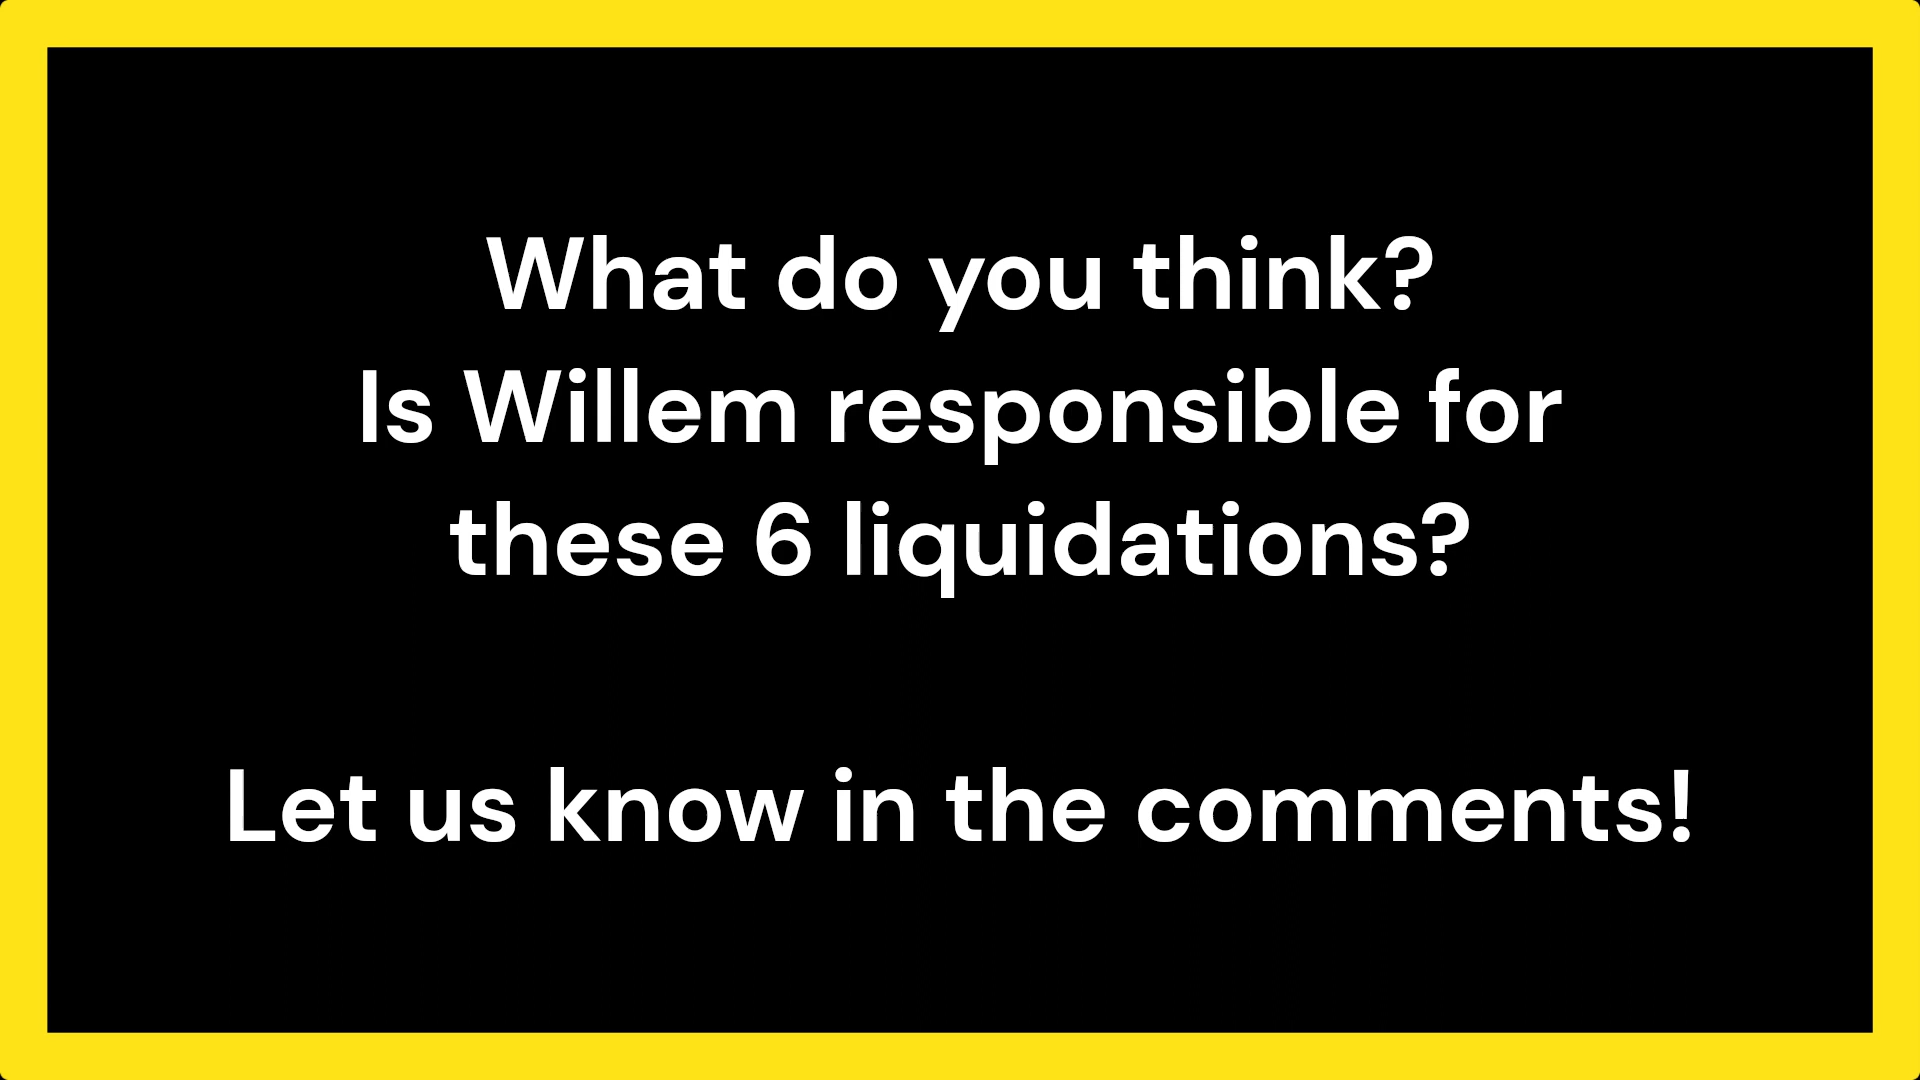 What do you think?
Is Willem responsible for
these 6 liquidations?
Let us know in the comments!